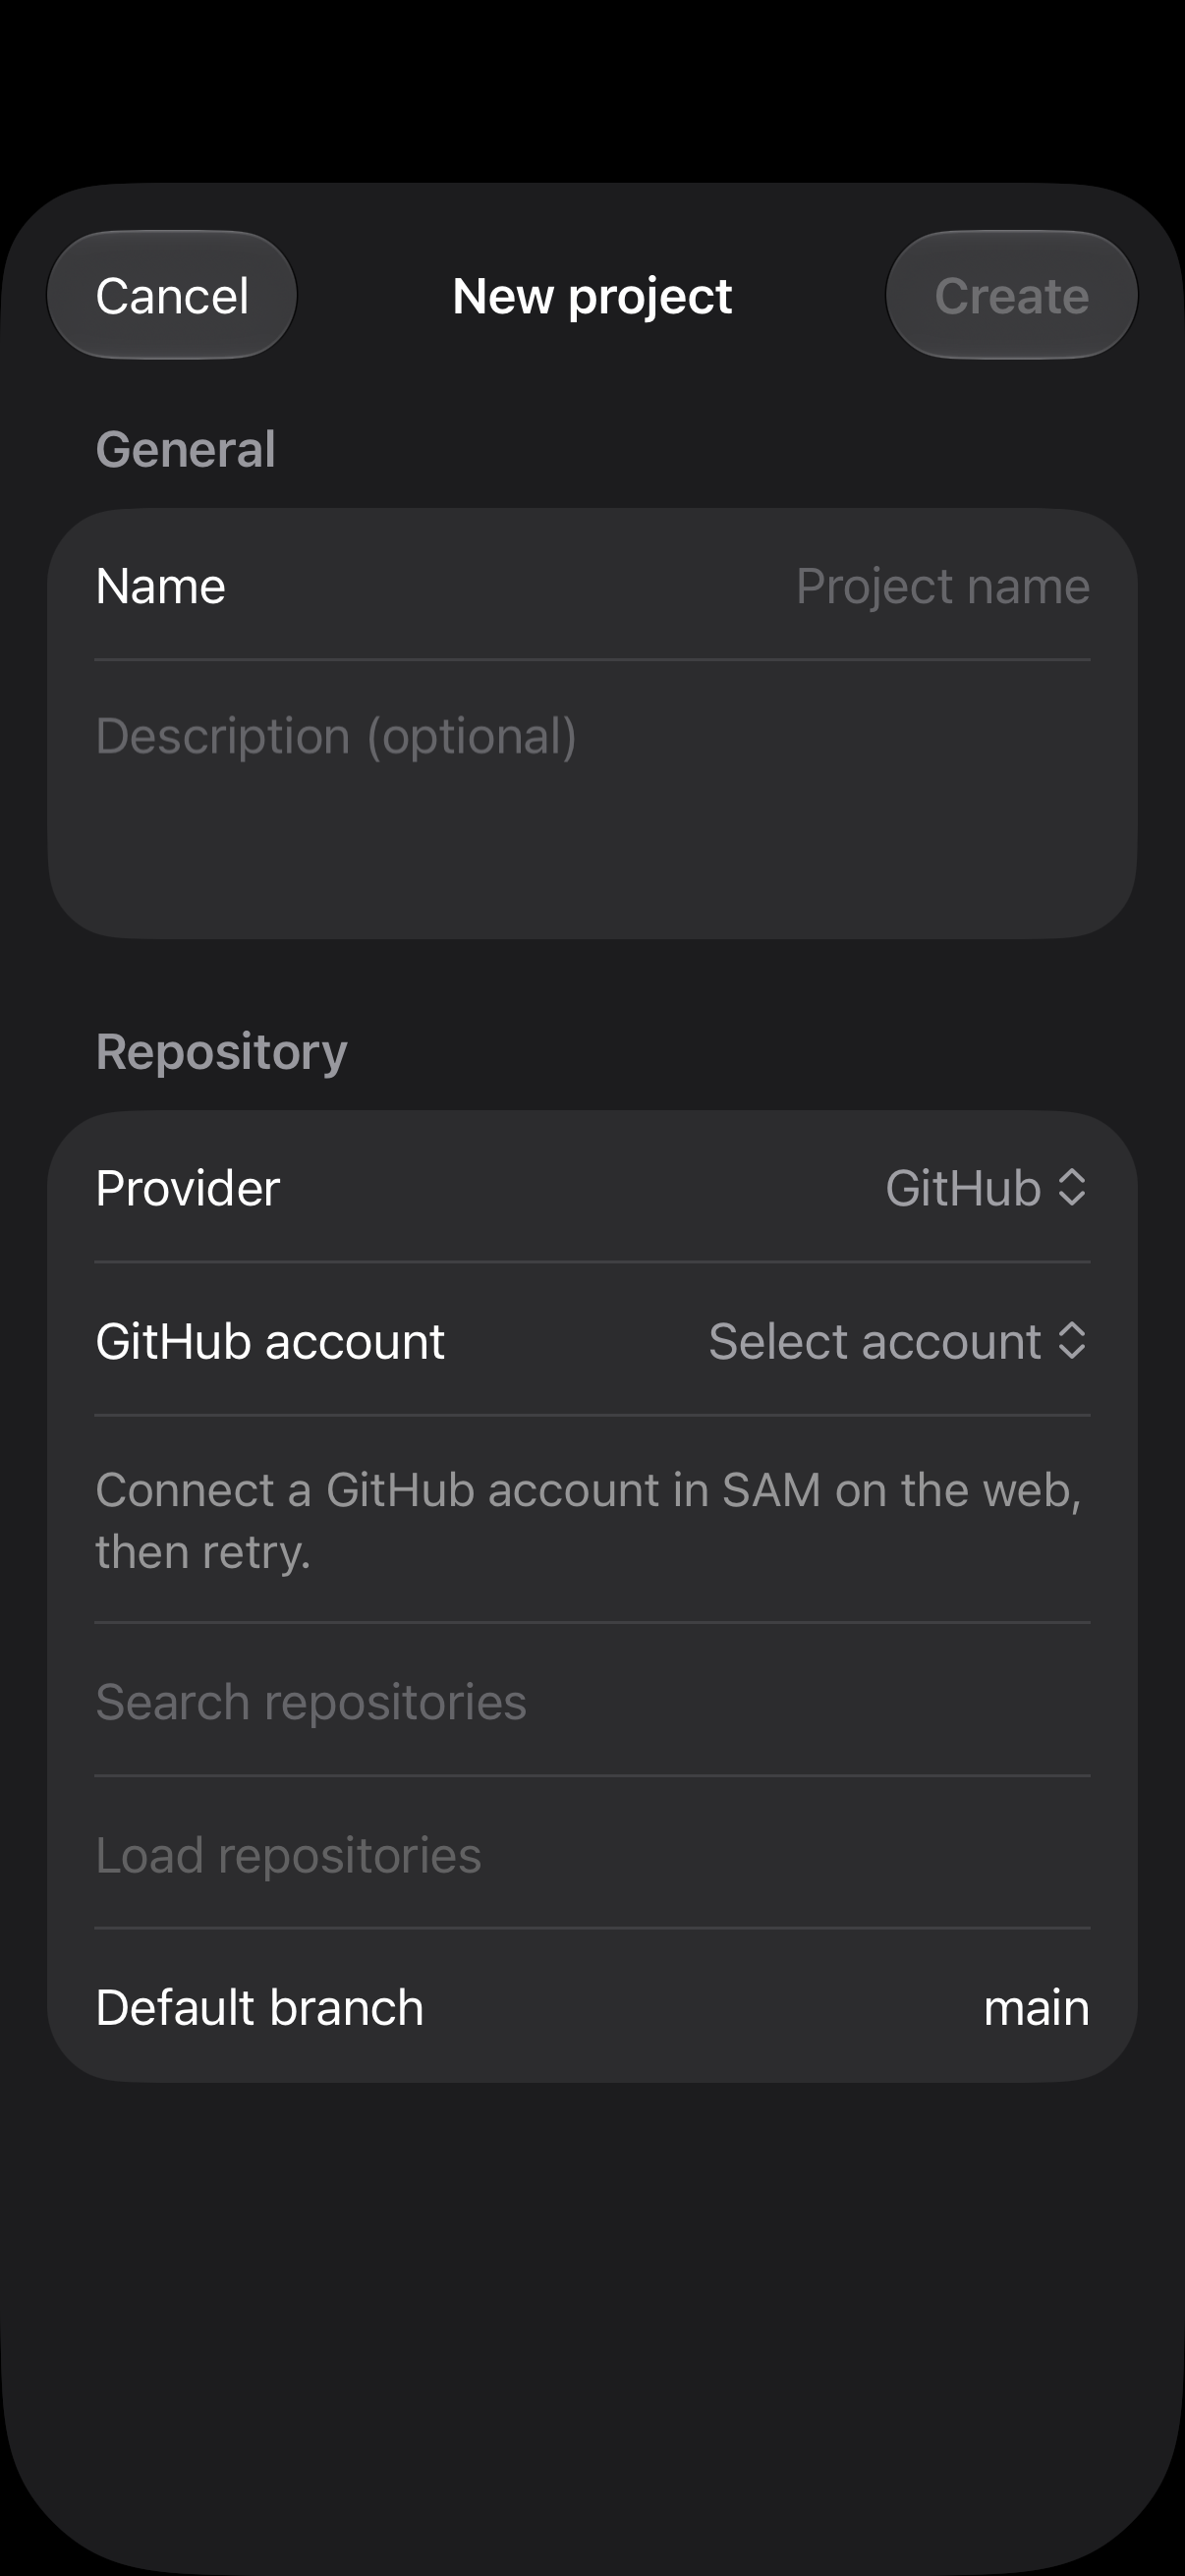 Cancel
New project
Create
General
Name
Project name
Description (optional)
Repository
Provider
GitHub
GitHub account
Select account
Connect a GitHub account in SAM on the web,
then retry.
Search repositories
Load repositories
Default branch
main